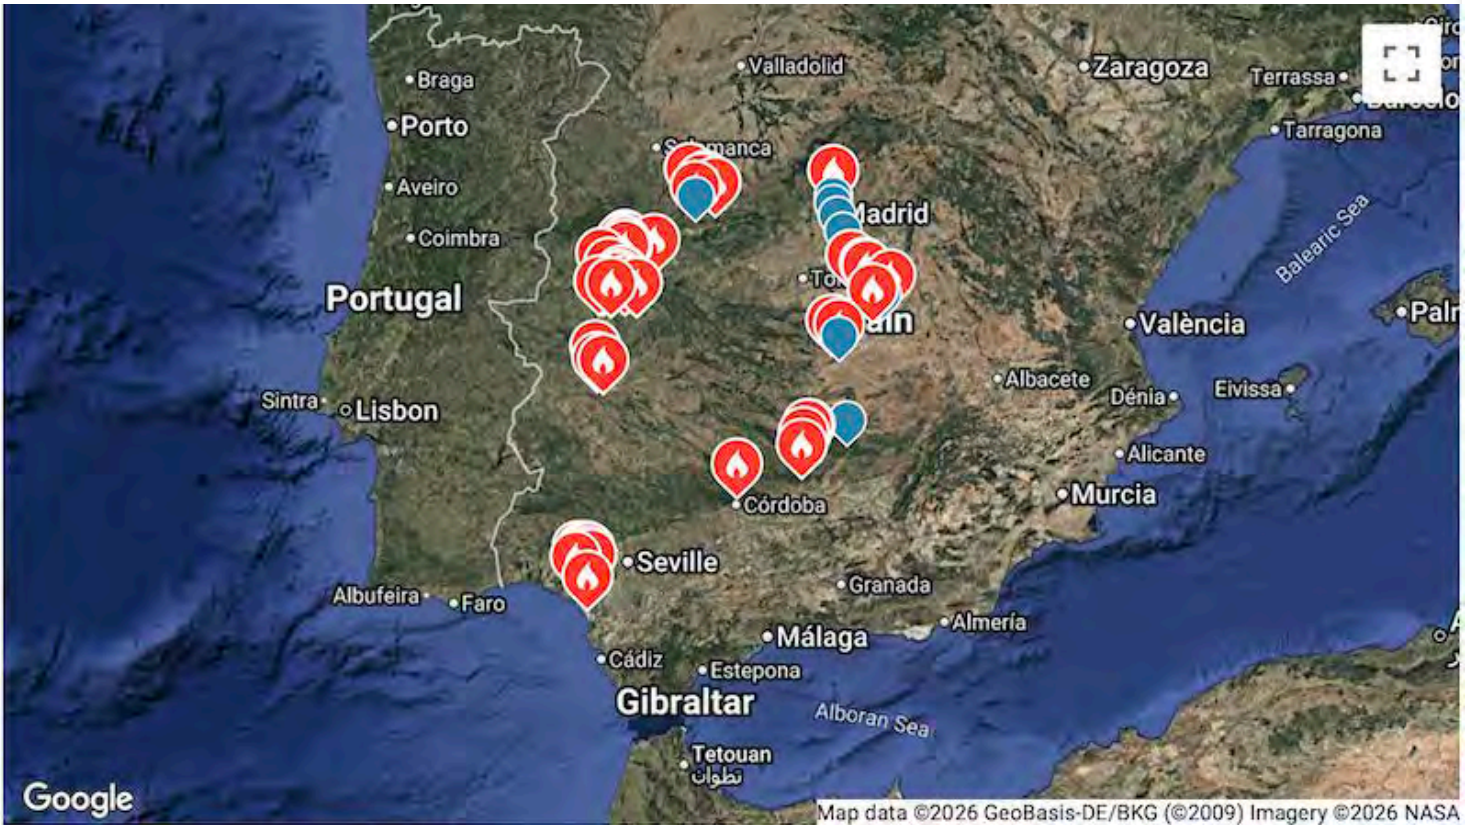 Valladolid
Zaragoza
Terrassa
Braga
Porto
Tarragona
Salamanca
Aveiro
Madrid
Coimbra
Balearic Sea
Portugal
València
Albacete
Eivissa
Dénia
Sintra
Lisbon
Alicante
Murcia
Córdoba
Seville
Granada
Albufeira
Faro
Almería
Málaga
Cádiz
Estepona
Gibraltar
Alboran Sea
Tetouan
تطوان
Google
Map data ©2026 GeoBasis-DE/BKG (©2009) Imagery ©2026 NASA